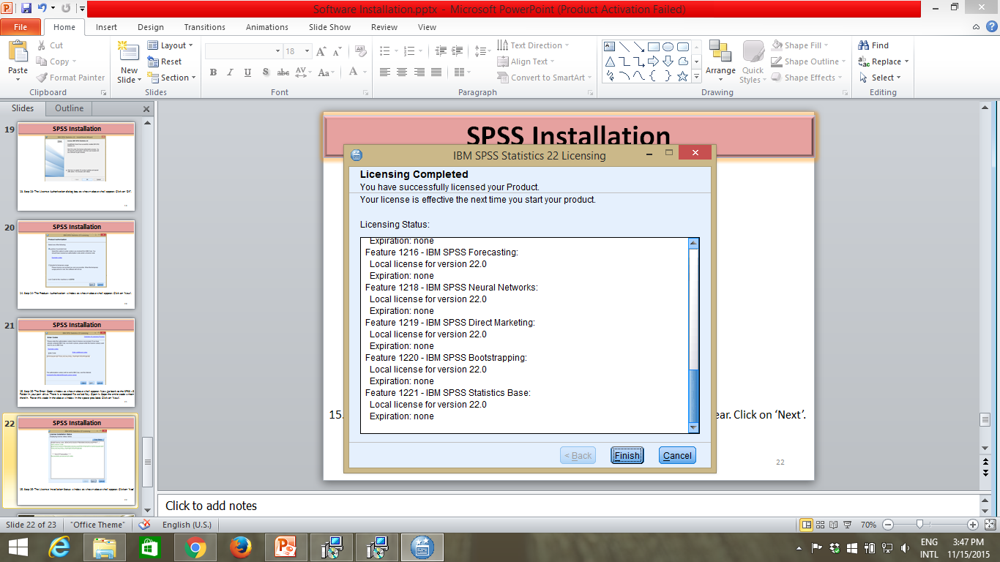 Software Installation.pptx - Microsoft PowerPoint (Product Activation Failed)
File Home Insert Design Transitions Animations Slide Show Review View
Paste
Cut
Copy
Format Painter
Clipboard
New
Slide
Layout
Reset
Section
Slides
18
Font
Text Direction
Align Text
Convert to SmartArt
Paragraph
Arrange
Quick
Styles
Shape Fill
Shape Outline
Shape Effects
Drawing
Find
Replace
Select
Editing
Slides Outline
19
SPSS Installation
20
SPSS Installation
21
SPSS Installation
22
SPSS Installation
SPSS Installation
IBM SPSS Statistics 22 Licensing
Licensing Completed
You have successfully licensed your Product.
Your license is effective the next time you start your product.
Licensing Status:
Expiration: none
Feature 1216 - IBM SPSS Forecasting:
Local license for version 22.0
Expiration: none
Feature 1218 - IBM SPSS Neural Networks:
Local license for version 22.0
Expiration: none
Feature 1219 - IBM SPSS Direct Marketing:
Local license for version 22.0
Expiration: none
Feature 1220 - IBM SPSS Bootstrapping:
Local license for version 22.0
Expiration: none
Feature 1221 - IBM SPSS Statistics Base:
Local license for version 22.0
Expiration: none
15. ear. Click on ‘Next’.
< Back Finish Cancel
22
Click to add notes
Slide 22 of 23 "Office Theme" English (U.S.) 70%
ENG 3:47 PM
INTL 11/15/2015